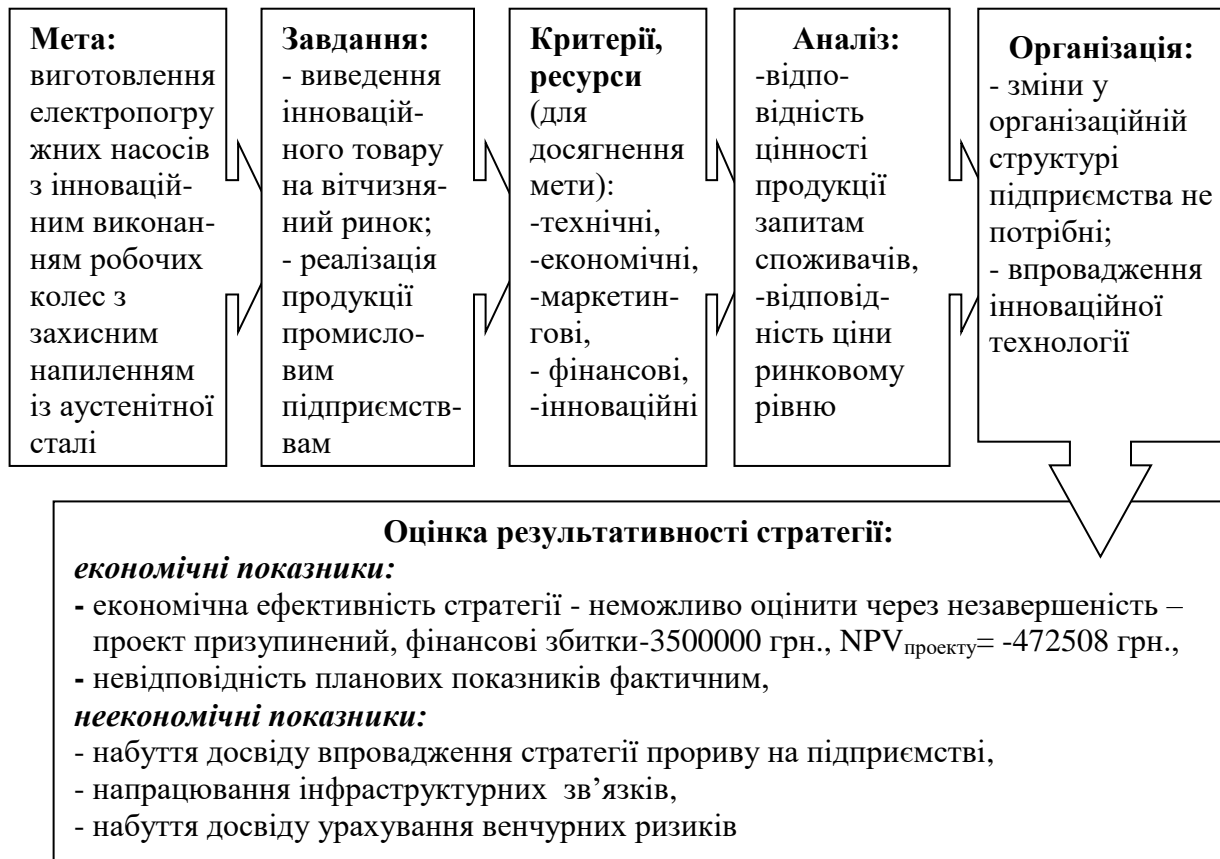 Мета:
виготовлення
електропогру
жних насосів
з інновацій-
ним виконан-
ням робочих
колес з
захисним
напиленням
із аустенітної
сталі
Завдання:
- виведення
інновацій-
ного товару
на вітчизня-
ний ринок;
- реалізація
продукції
промисло-
вим
підприємств-
вам
Критерії,
ресурси
(для
досягнення
мети):
-технічні,
-економічні,
-маркетин-
гові,
- фінансові,
-інноваційні
Аналіз:
-відпо-
відність
цінності
продукції
запитам
споживачів,
-відповід-
ність ціни
ринковому
рівню
Організація:
- зміни у
організаційній
структурі
підприємства не
потрібні;
- впровадження
інноваційної
технології
Оцінка результативності стратегії:
економічні показники:
- економічна ефективність стратегії - неможливо оцінити через незавершеність –
проект призупинений, фінансові збитки-3500000 грн., NPVпроекту= -472508 грн.,
- невідповідність планових показників фактичним,
неекономічні показники:
- набуття досвіду впровадження стратегії прориву на підприємстві,
- напрацювання інфраструктурних зв’язків,
- набуття досвіду урахування венчурних ризиків